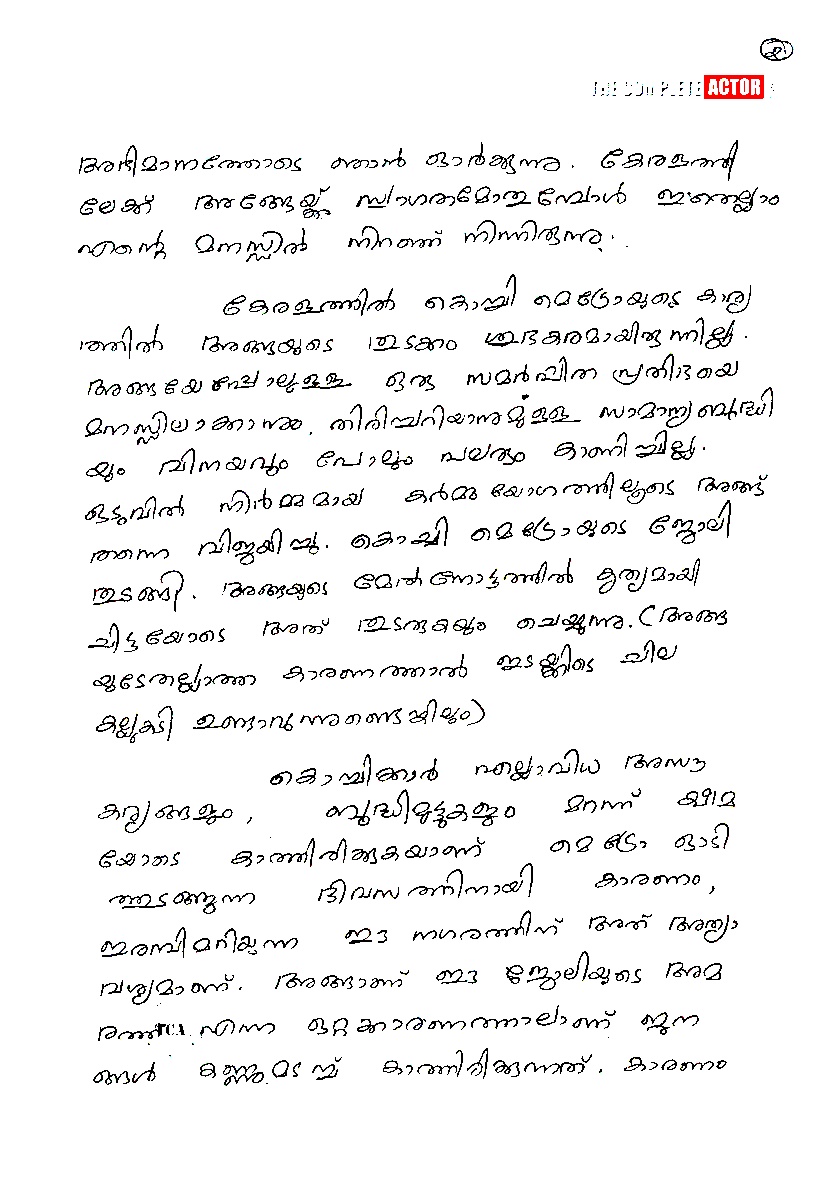 2
THE COMPLETE ACTOR
അഭിമാനത്തോടെ ഞാൻ ഓർക്കുന്നു. കേരളത്തി
ലേക്ക് അങ്ങേയ്ക്ക് സ്വാഗതമോതുമ്പോൾ ഇതെല്ലാം
എന്റെ മനസ്സിൽ നിറഞ്ഞ് നിന്നിരുന്നു.
കേരളത്തിൽ കൊച്ചി മെട്രോയുടെ കാര്യ
ത്തിൽ അങ്ങയുടെ തുടക്കം ശുഭകരമായിരുന്നില്ല.
അങ്ങയേപ്പോലുള്ള ഒരു സമർപ്പിത പ്രതിഭയെ
മനസ്സിലാക്കാനും, തിരിച്ചറിയാനുമുള്ള സാമാന്യബുദ്ധി
യും വിനയവും പോലും പലരും കാണിച്ചില്ല.
ഒടുവിൽ നിർമ്മമായ കർമ്മയോഗത്തിലൂടെ അങ്ങ്
തന്നെ വിജയിച്ചു. കൊച്ചി മെട്രോയുടെ ജോലി
തുടങ്ങി. അങ്ങയുടെ മേൽനോട്ടത്തിൽ കൃത്യമായി
ചിട്ടയോടെ അത് തുടരുകയും ചെയ്യുന്നു. (അങ്ങ
യുടേതല്ലാത്ത കാരണത്താൽ ഇടയ്ക്കിടെ ചില
കല്ലുകടി ഉണ്ടാവുന്നുണ്ടെങ്കിലും)
കൊച്ചിക്കാർ എല്ലാവിധ അസൗ
കര്യങ്ങളും, ബുദ്ധിമുട്ടുകളും മറന്ന് ക്ഷമ
യോടെ കാത്തിരിക്കുകയാണ് മെട്രോ ഓടി
ത്തുടങ്ങുന്ന ദിവസത്തിനായി കാരണം,
ഇരമ്പിമറിയുന്ന ഈ നഗരത്തിന് അത് അത്യാ
വശ്യമാണ്. അങ്ങാണ് ഈ ജോലിയുടെ അമ
രത്ത് എന്ന ഒറ്റക്കാരണത്താലാണ് ജന
ങ്ങൾ കണ്ണുമടച്ച് കാത്തിരിക്കുന്നത്. കാരണം